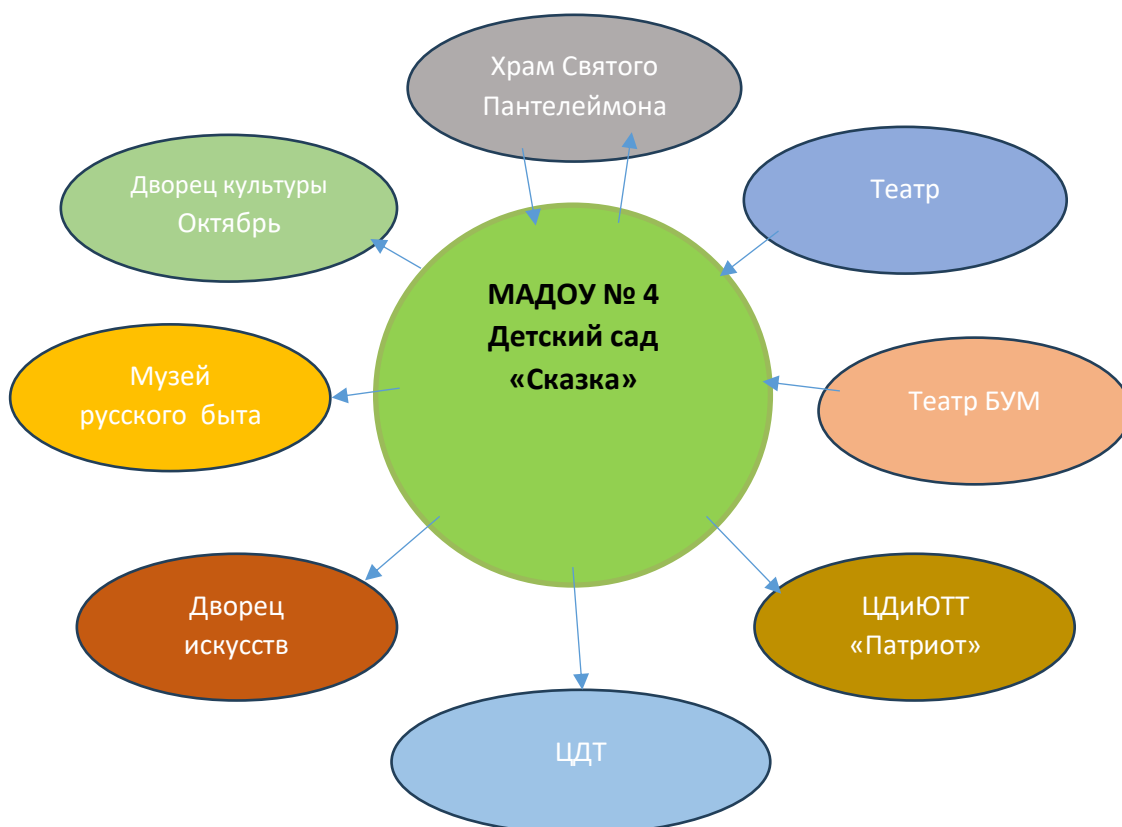 Храм Святого
Пантелеймона
Дворец культуры
Октябрь
Театр
МАДОУ № 4
Детский сад
«Сказка»
Музей
русского быта
Театр БУМ
Дворец
искусств
ЦДиЮТТ
«Патриот»
ЦДТ